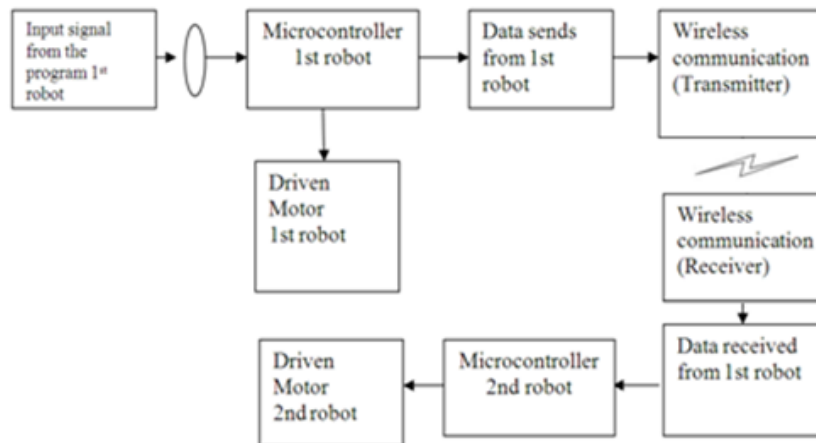 Input signal
from the
program 1st
robot
Microcontroller
1st robot
Data sends
from 1st
robot
Wireless
communication
(Transmitter)
Driven
Motor
1st robot
Wireless
communication
(Receiver)
Data received
from 1st robot
Microcontroller
2nd robot
Driven
Motor
2nd robot